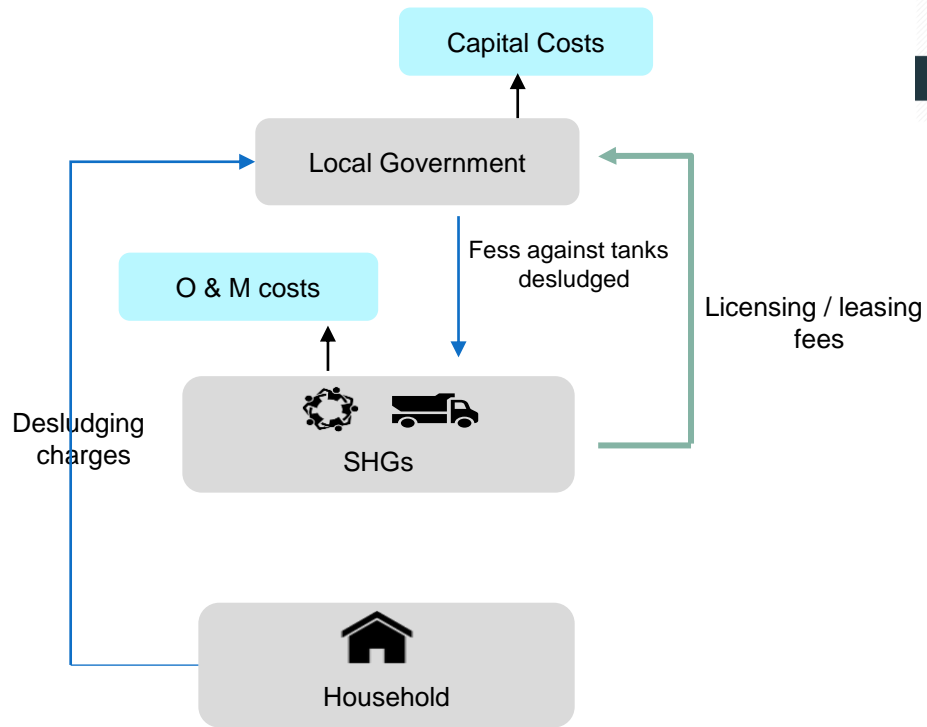 Capital Costs
Local Government
Fess against tanks
desludged
O & M costs
Licensing / leasing
fees
Desludging
charges
SHGs
Household